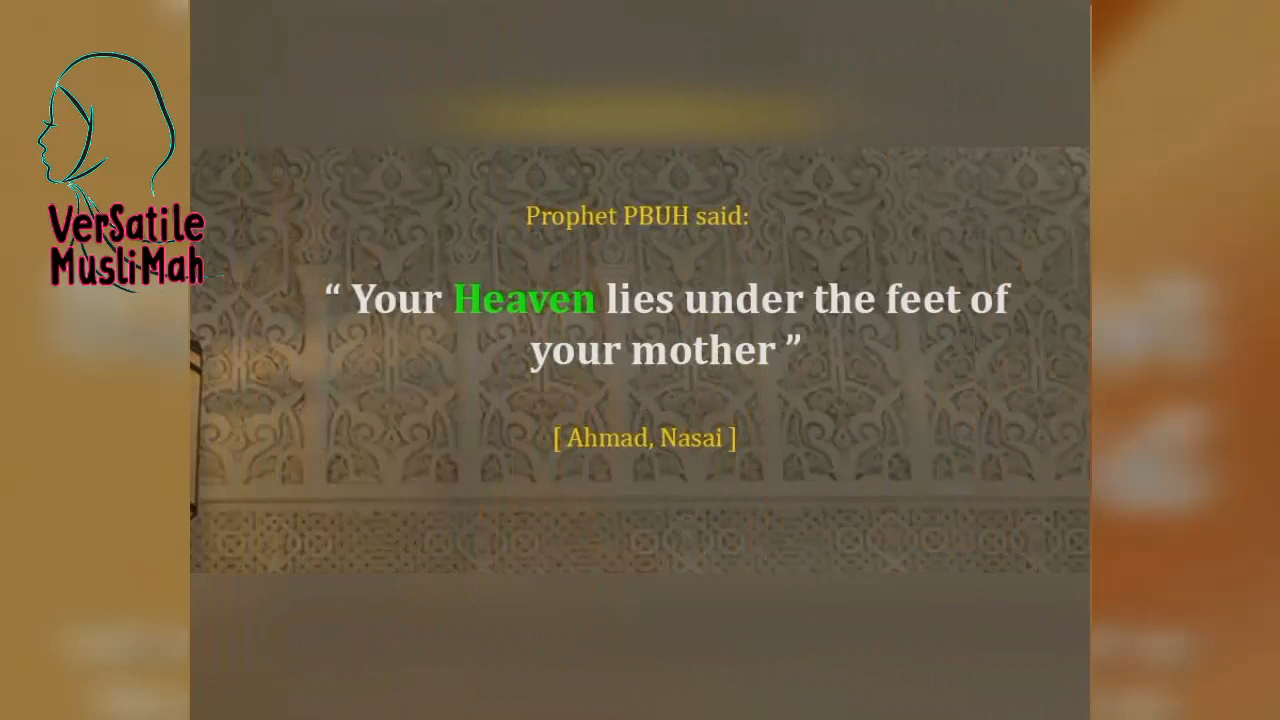 VerSatile
MusliMah
Prophet PBUH said:
“ Your Heaven lies under the feet of
your mother ”
[ Ahmad, Nasai ]